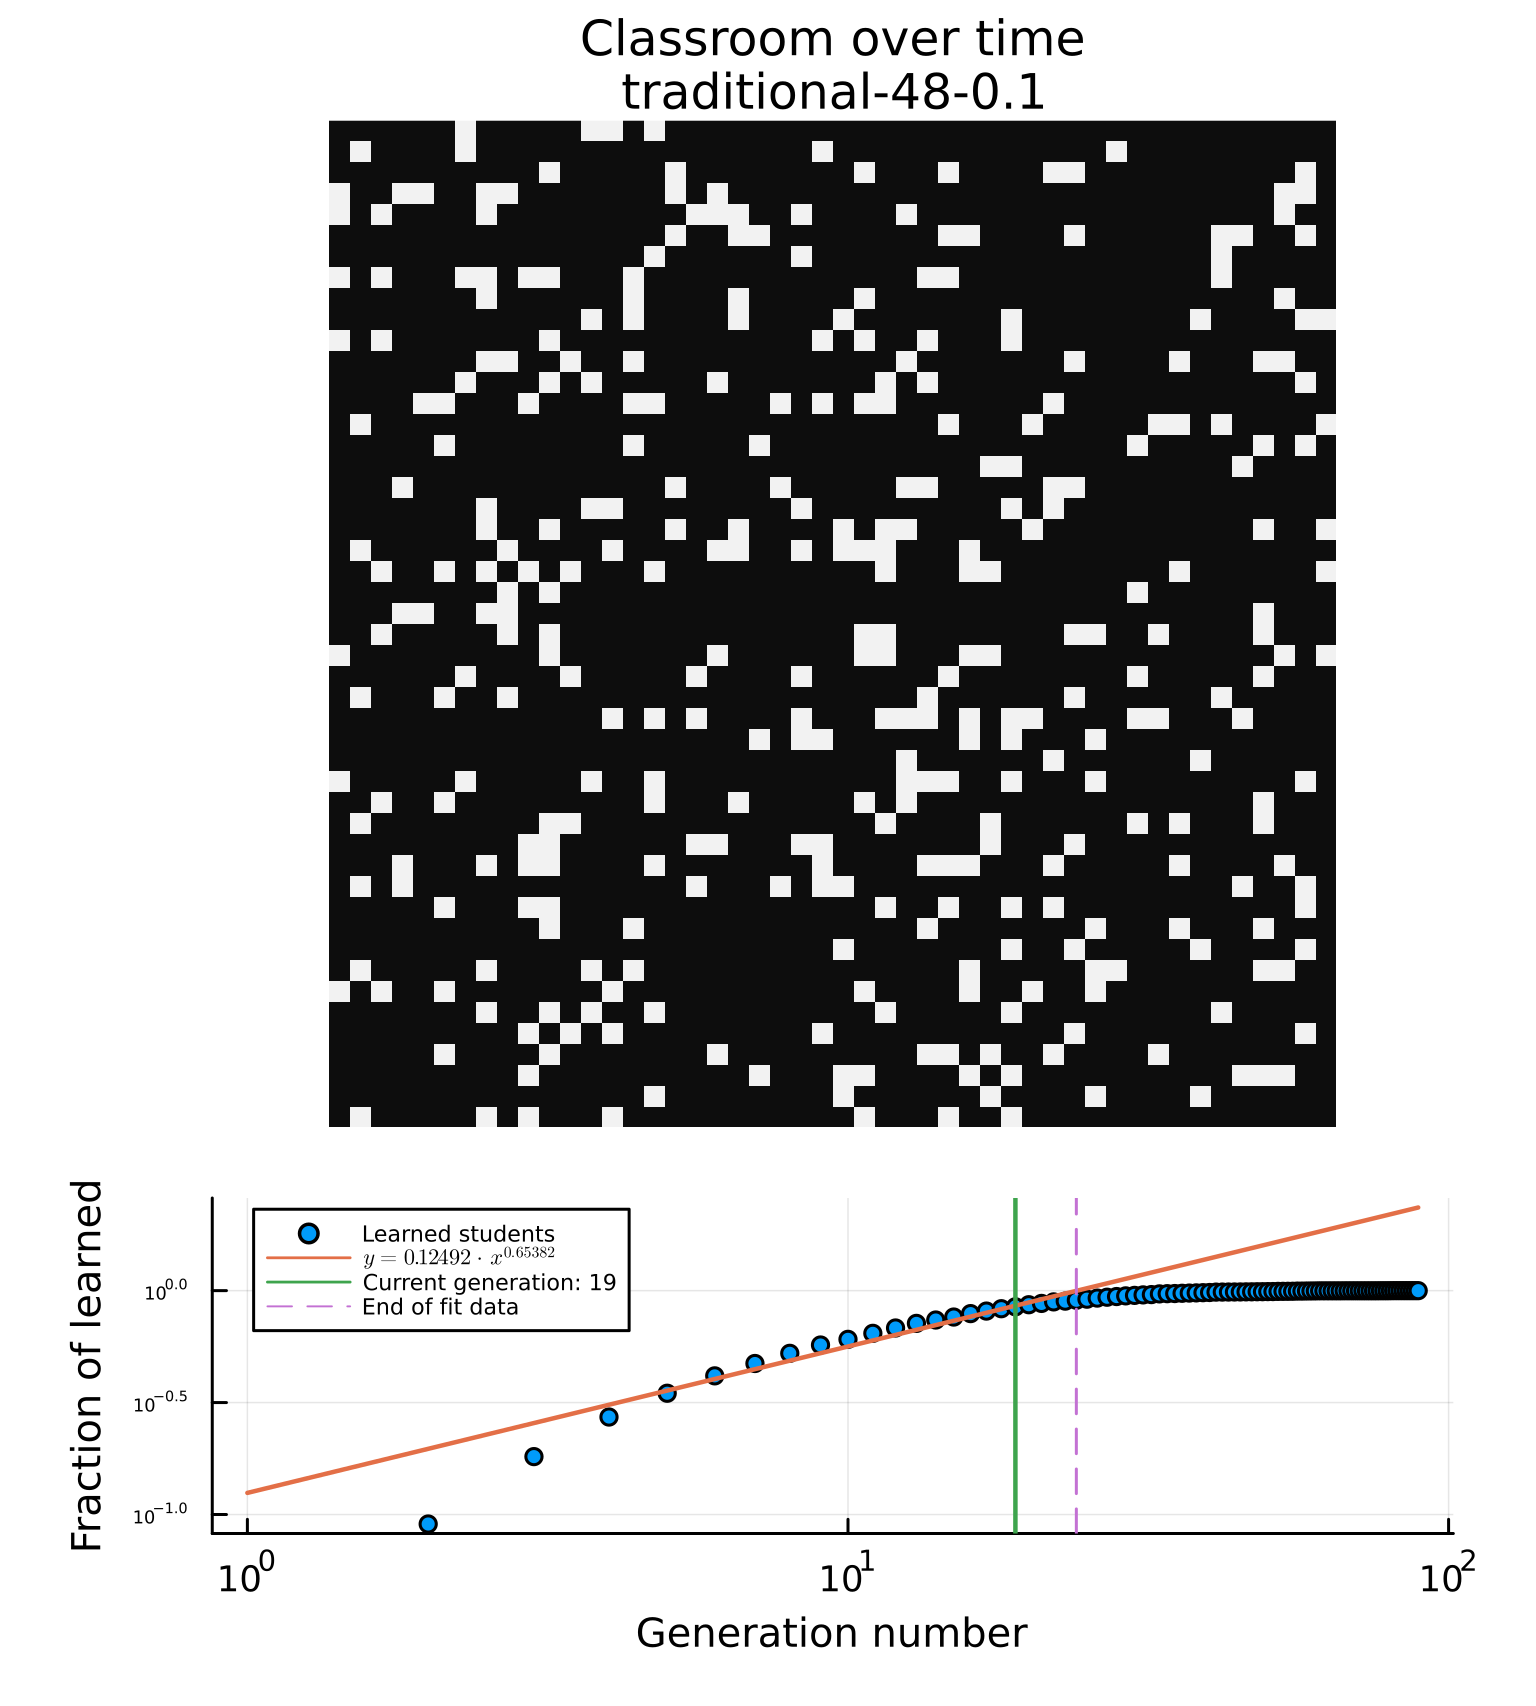 Classroom over time
traditional-48-0.1
Fraction of learned
Learned students
y = 0.12492 · x^0.65382
Current generation: 19
End of fit data
10^0.0
10^−0.5
10^−1.0
10^0 10^1 10^2
Generation number